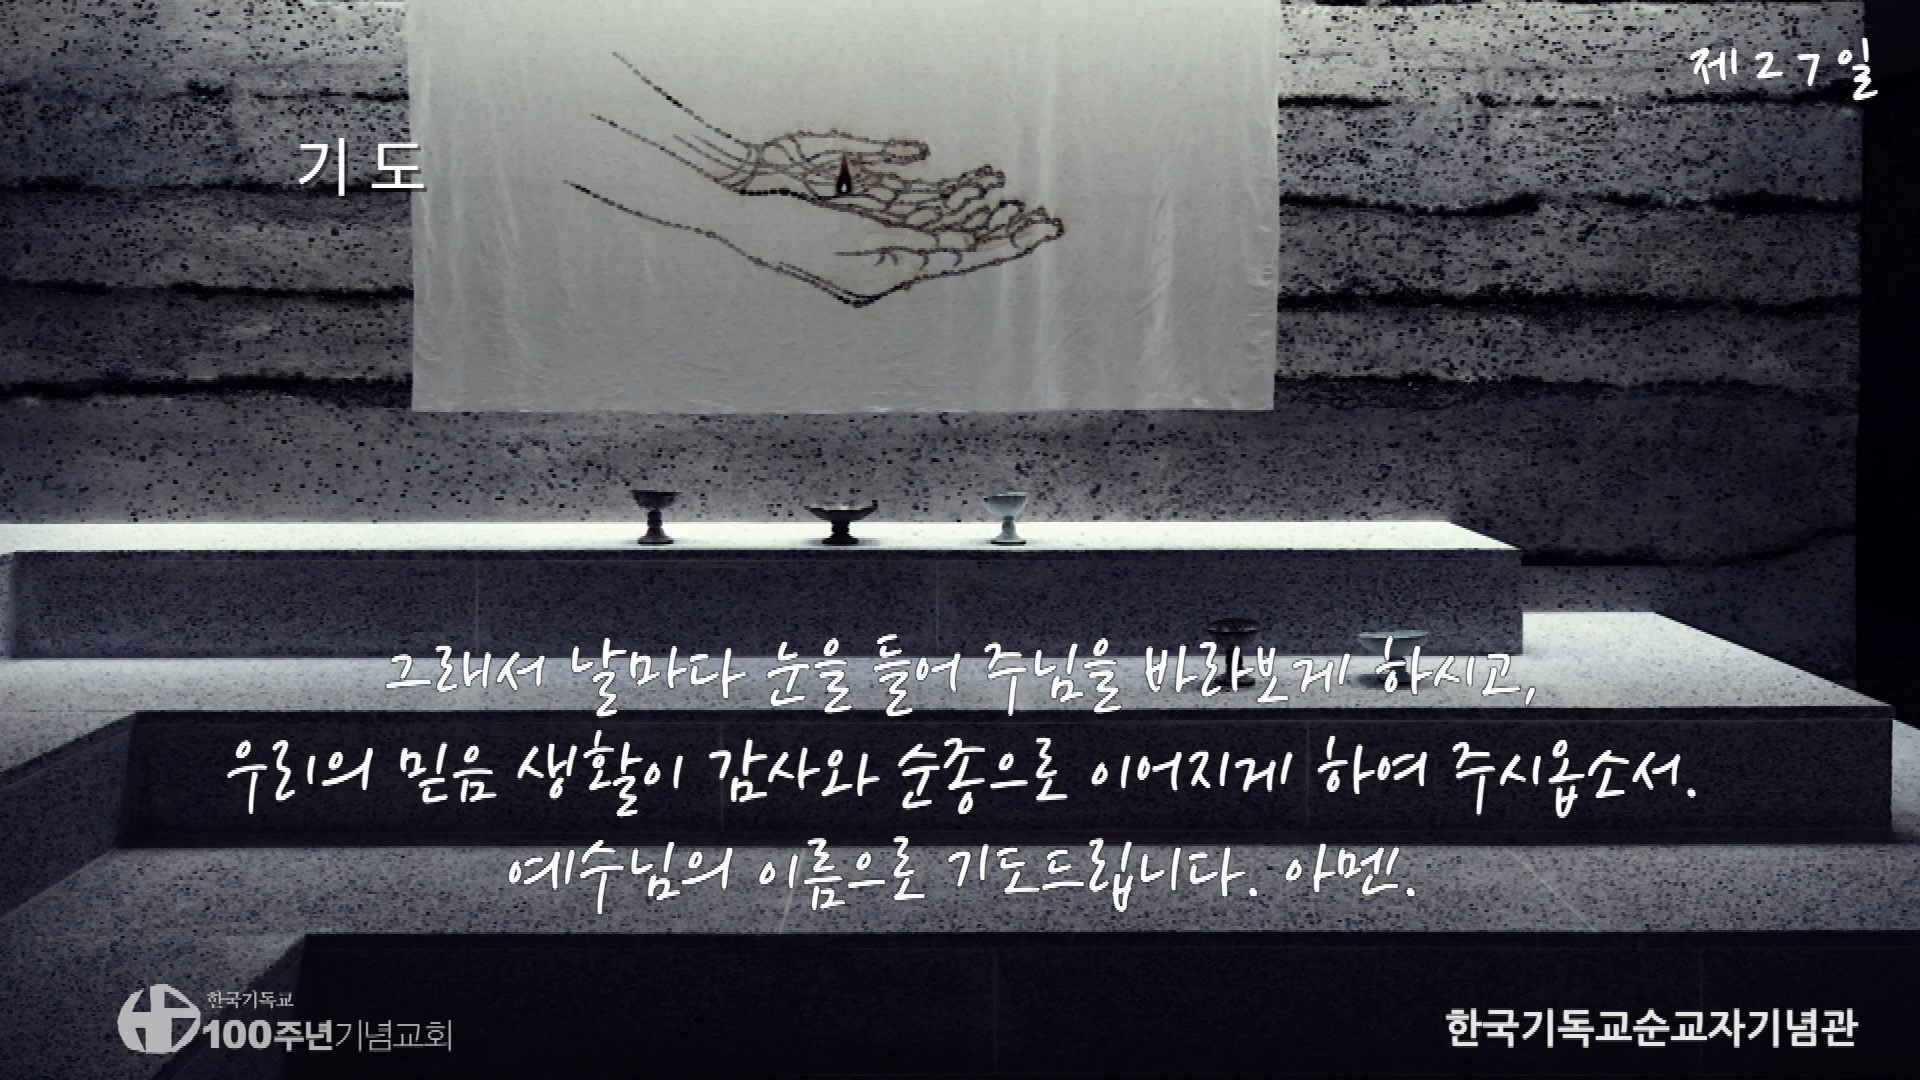 제27일
기도
그래서 날마다 눈을 들어 주님을 바라보게 하시고,
우리의 믿음 생활이 감사와 순종으로 이어지게 하여 주시옵소서.
예수님의 이름으로 기도드립니다. 아멘.
한국기독교
100주년기념교회
한국기독교순교자기념관